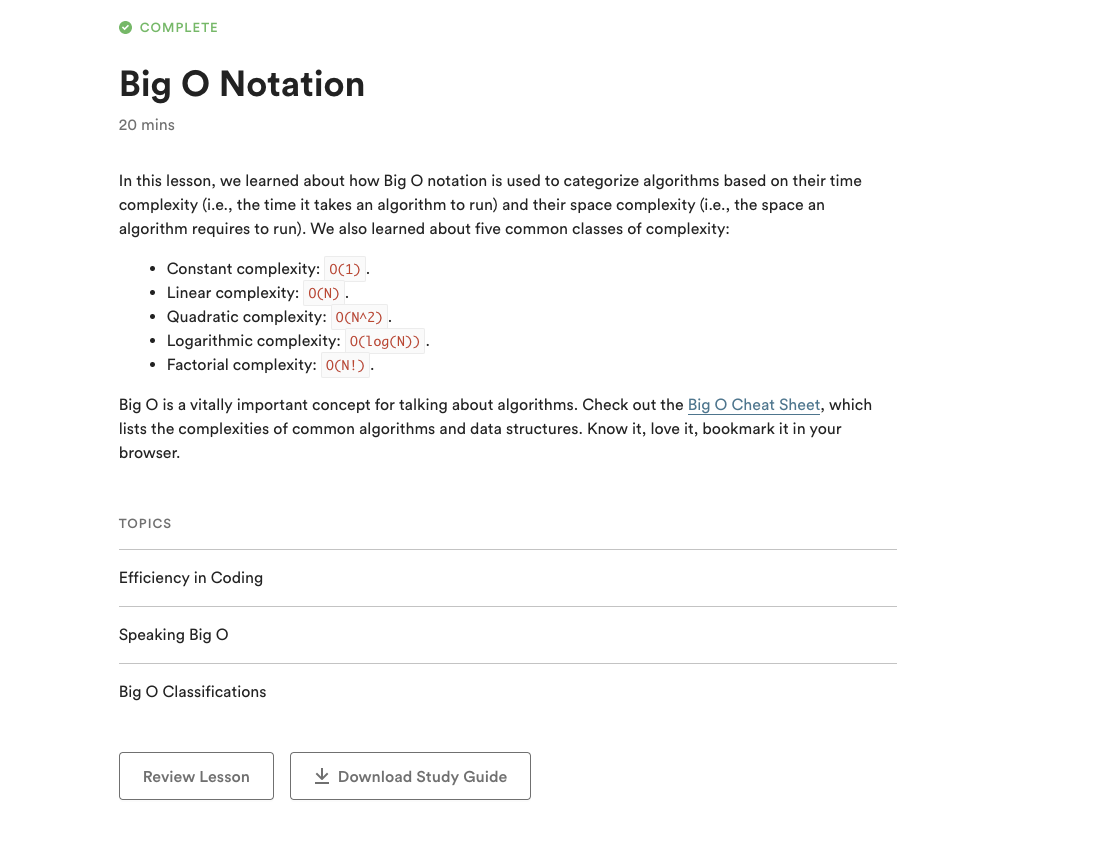 COMPLETE
Big O Notation
20 mins
In this lesson, we learned about how Big O notation is used to categorize algorithms based on their time
complexity (i.e., the time it takes an algorithm to run) and their space complexity (i.e., the space an
algorithm requires to run). We also learned about five common classes of complexity:
• Constant complexity: O(1).
• Linear complexity: O(N).
• Quadratic complexity: O(N^2).
• Logarithmic complexity: O(log(N)).
• Factorial complexity: O(N!).
Big O is a vitally important concept for talking about algorithms. Check out the Big O Cheat Sheet, which
lists the complexities of common algorithms and data structures. Know it, love it, bookmark it in your
browser.
TOPICS
Efficiency in Coding
Speaking Big O
Big O Classifications
Review Lesson
Download Study Guide